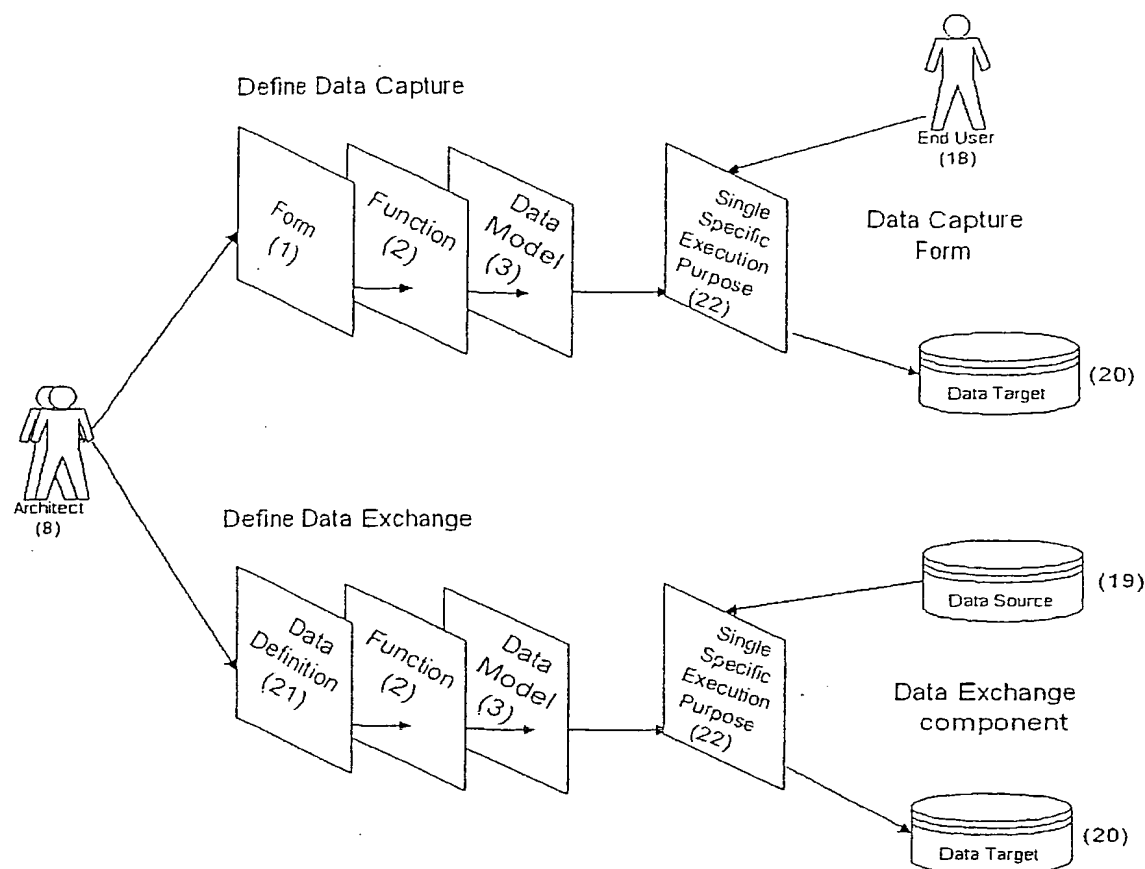 Define Data Capture
End User
(18)
Form
(1)
Function
(2)
Data
Model
(3)
Single
Specific
Execution
Purpose
(22)
Data Capture
Form
Data Target
(20)
Architect
(8)
Define Data Exchange
Data
Definition
(21)
Function
(2)
Data
Model
(3)
Single
Specific
Execution
Purpose
(22)
Data Source
(19)
Data Exchange
component
Data Target
(20)